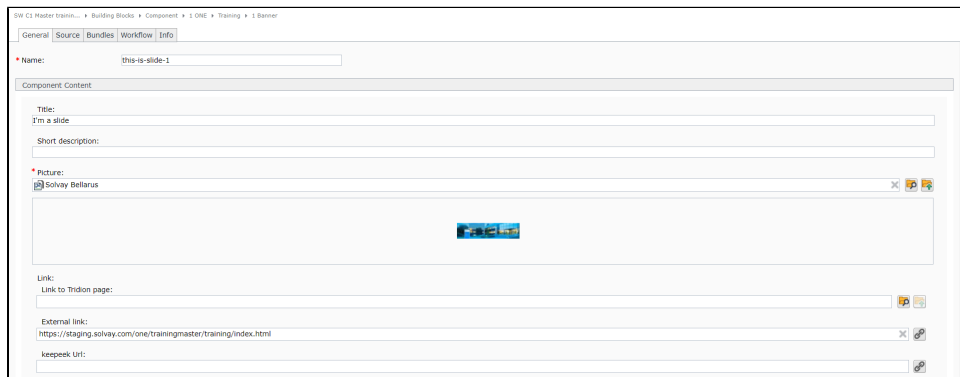 SW C1 Master trainin... ▸ Building Blocks ▸ Component ▸ 1 ONE ▸ Training ▸ 1 Banner
General Source Bundles Workflow Info
* Name: this-is-slide-1
Component Content
Title:
I'm a slide
Short description:
* Picture:
Solvay Bellarus
Link:
Link to Tridion page:
External link:
https://staging.solvay.com/one/trainingmaster/training/index.html
keepeek Url: